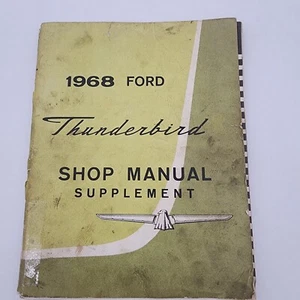 1968 FORD
Thunderbird
SHOP MANUAL
SUPPLEMENT